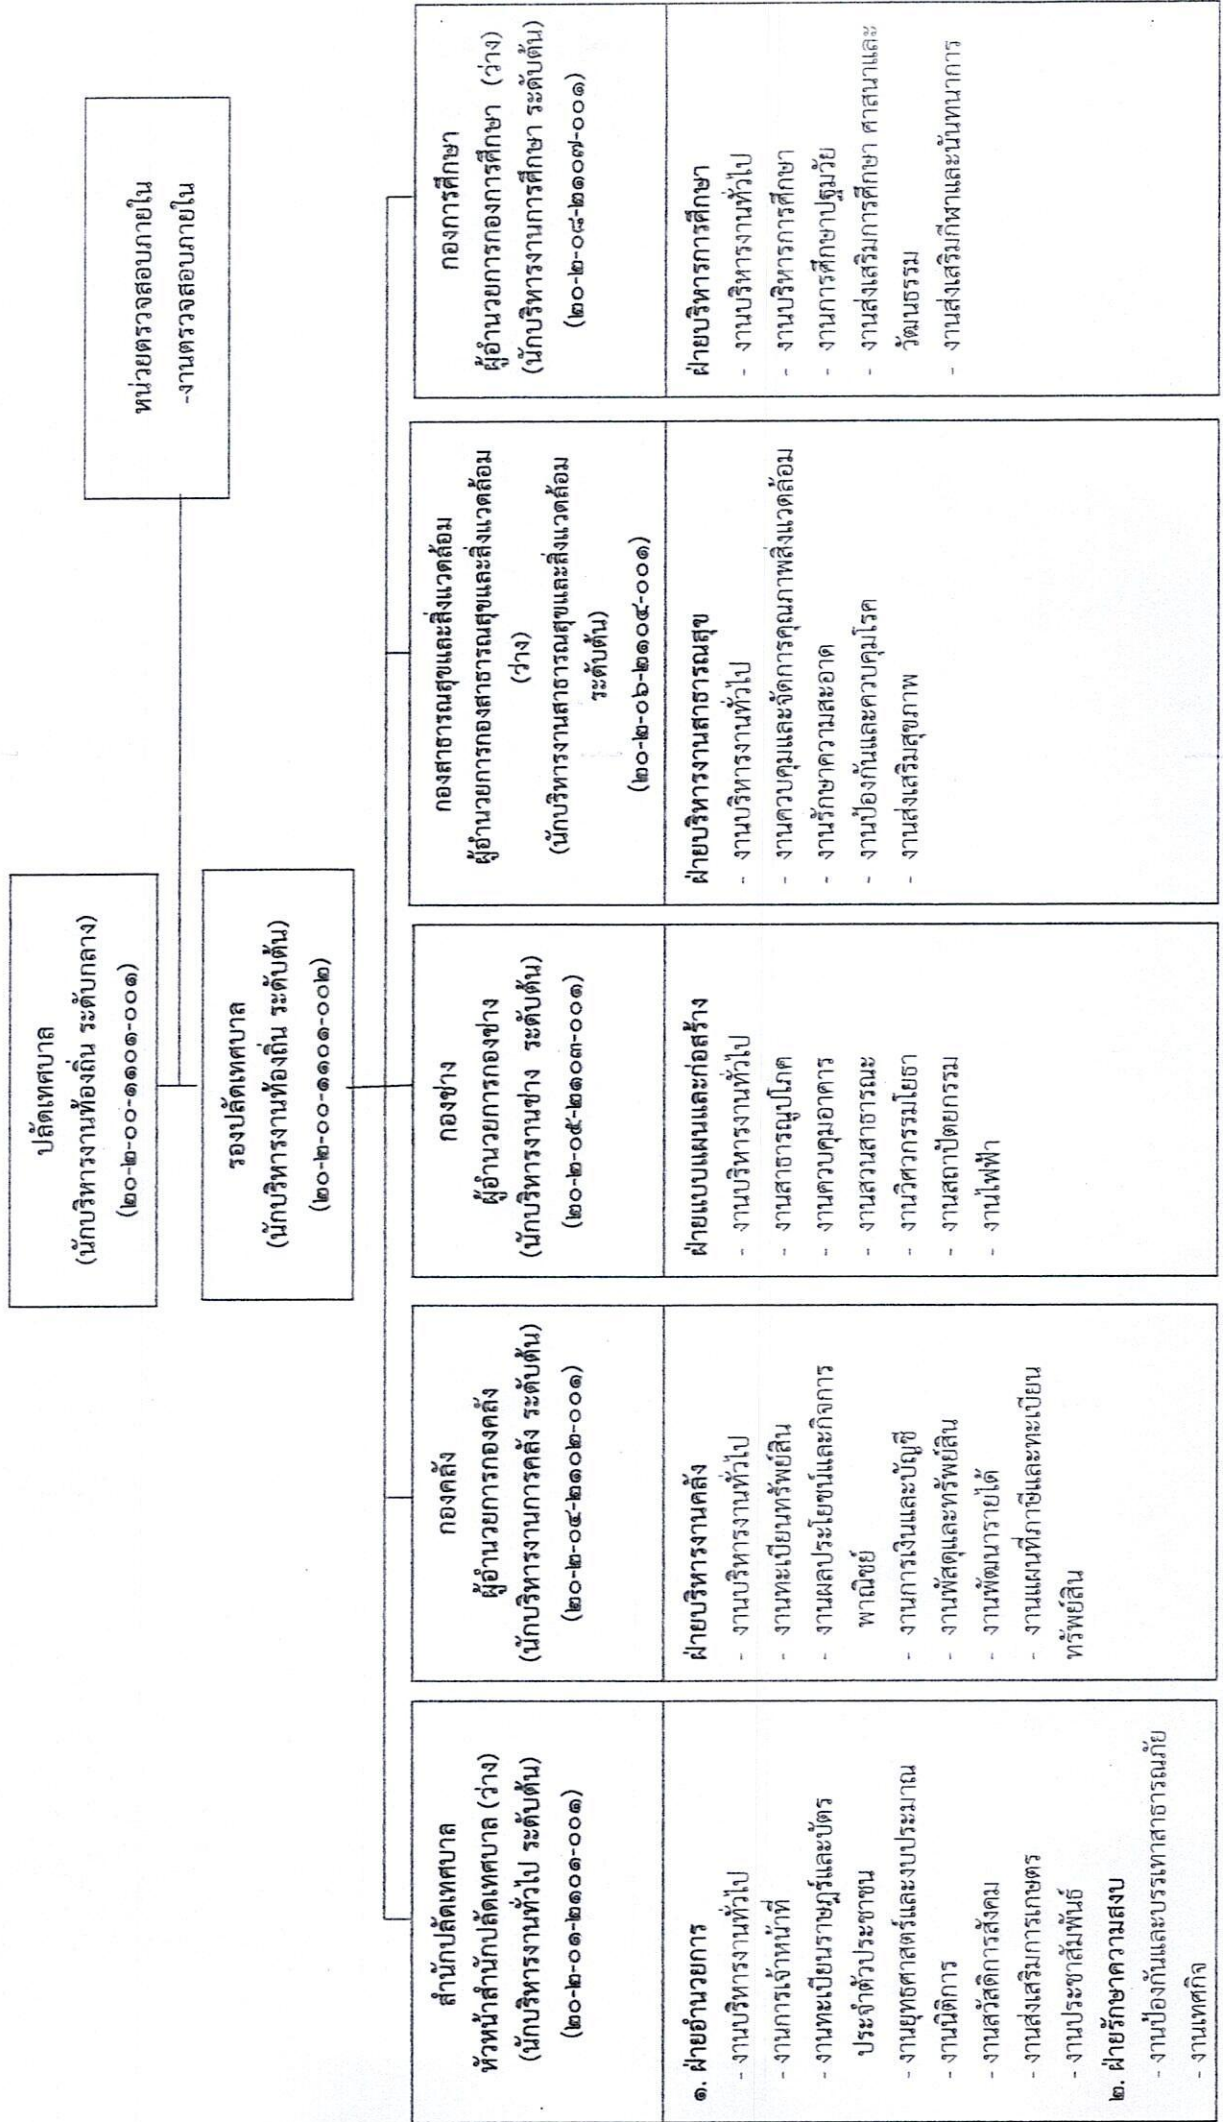 ปลัดเทศบาล
(นักบริหารงานท้องถิ่น ระดับกลาง)
(๒๐-๒-๐๐-๑๑๐๑-๐๐๑)
หน่วยตรวจสอบภายใน
-งานตรวจสอบภายใน
รองปลัดเทศบาล
(นักบริหารงานท้องถิ่น ระดับต้น)
(๒๐-๒-๐๐-๑๑๐๑-๐๐๒)
สำนักปลัดเทศบาล
หัวหน้าสำนักปลัดเทศบาล (ว่าง)
(นักบริหารงานทั่วไป ระดับต้น)
(๒๐-๒-๐๑-๒๑๐๑-๐๐๑)
๑. ฝ่ายอำนวยการ
- งานบริหารงานทั่วไป
- งานการเจ้าหน้าที่
- งานทะเบียนราษฎร์และบัตร
ประจำตัวประชาชน
- งานยุทธศาสตร์และงบประมาณ
- งานนิติการ
- งานสวัสดิการสังคม
- งานส่งเสริมการเกษตร
- งานประชาสัมพันธ์
๒. ฝ่ายรักษาความสงบ
- งานป้องกันและบรรเทาสาธารณภัย
- งานเทศกิจ
กองคลัง
ผู้อำนวยการกองคลัง
(นักบริหารงานการคลัง ระดับต้น)
(๒๐-๒-๐๔-๒๑๐๒-๐๐๑)
ฝ่ายบริหารงานคลัง
- งานบริหารงานทั่วไป
- งานทะเบียนทรัพย์สิน
- งานผลประโยชน์และกิจการ
พาณิชย์
- งานการเงินและบัญชี
- งานพัสดุและทรัพย์สิน
- งานพัฒนารายได้
- งานแผนที่ภาษีและทะเบียน
ทรัพย์สิน
กองช่าง
ผู้อำนวยการกองช่าง
(นักบริหารงานช่าง ระดับต้น)
(๒๐-๒-๐๕-๒๑๐๓-๐๐๑)
ฝ่ายแบบแผนและก่อสร้าง
- งานบริหารงานทั่วไป
- งานสาธารณูปโภค
- งานควบคุมอาคาร
- งานสวนสาธารณะ
- งานวิศวกรรมโยธา
- งานสถาปัตยกรรม
- งานไฟฟ้า
กองสาธารณสุขและสิ่งแวดล้อม
ผู้อำนวยการกองสาธารณสุขและสิ่งแวดล้อม
(ว่าง)
(นักบริหารงานสาธารณสุขและสิ่งแวดล้อม
ระดับต้น)
(๒๐-๒-๐๖-๒๑๐๔-๐๐๑)
ฝ่ายบริหารงานสาธารณสุข
- งานบริหารงานทั่วไป
- งานควบคุมและจัดการคุณภาพสิ่งแวดล้อม
- งานรักษาความสะอาด
- งานป้องกันและควบคุมโรค
- งานส่งเสริมสุขภาพ
กองการศึกษา
ผู้อำนวยการกองการศึกษา (ว่าง)
(นักบริหารงานการศึกษา ระดับต้น)
(๒๐-๒-๐๘-๒๑๐๗-๐๐๑)
ฝ่ายบริหารการศึกษา
- งานบริหารงานทั่วไป
- งานบริหารการศึกษา
- งานการศึกษาปฐมวัย
- งานส่งเสริมการศึกษา ศาสนาและ
วัฒนธรรม
- งานส่งเสริมกีฬาและนันทนาการ